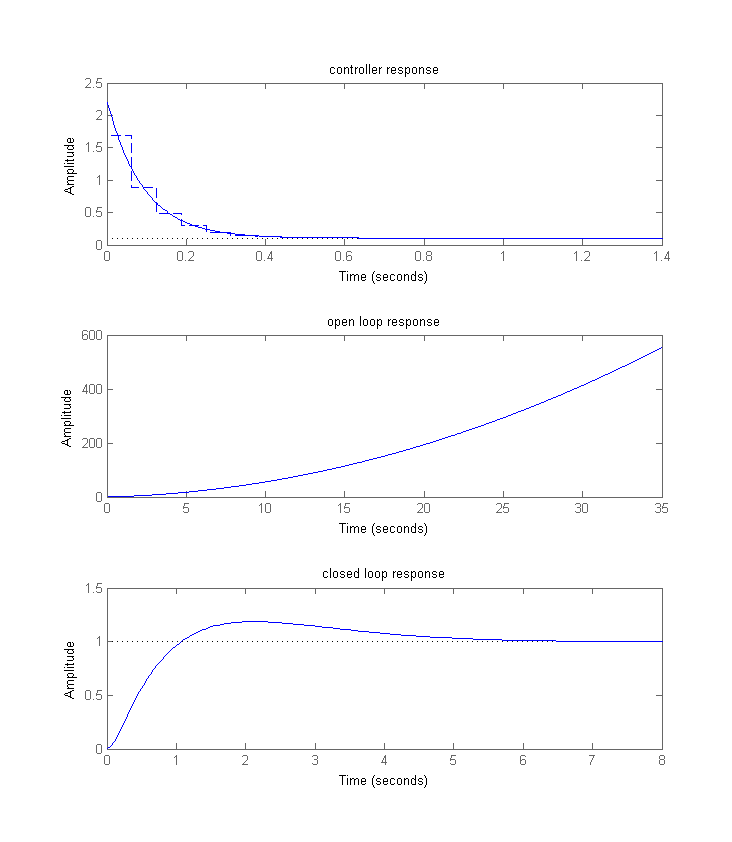 controller response
2.5
2
1.5
1
0.5
0
Amplitude
0 0.2 0.4 0.6 0.8 1 1.2 1.4
Time (seconds)
open loop response
600
400
200
0
Amplitude
0 5 10 15 20 25 30 35
Time (seconds)
closed loop response
1.5
1
0.5
0
Amplitude
0 1 2 3 4 5 6 7 8
Time (seconds)